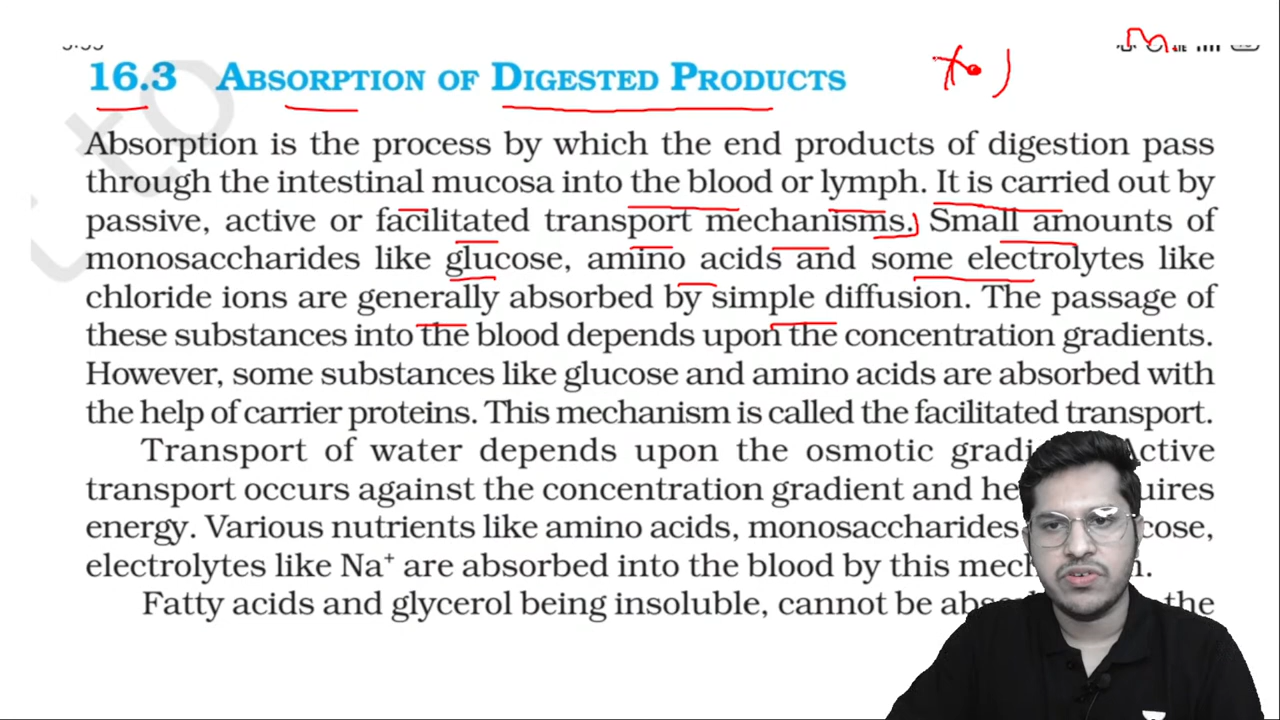 16.3 ABSORPTION OF DIGESTED PRODUCTS
Absorption is the process by which the end products of digestion pass
through the intestinal mucosa into the blood or lymph. It is carried out by
passive, active or facilitated transport mechanisms. Small amounts of
monosaccharides like glucose, amino acids and some electrolytes like
chloride ions are generally absorbed by simple diffusion. The passage of
these substances into the blood depends upon the concentration gradients.
However, some substances like glucose and amino acids are absorbed with
the help of carrier proteins. This mechanism is called the facilitated transport.
Transport of water depends upon the osmotic
transport occurs against the concentration gradient and
energy. Various nutrients like amino acids, monosaccharides
electrolytes like Na⁺ are absorbed into the blood by this
Fatty acids and glycerol being insoluble, cannot be the